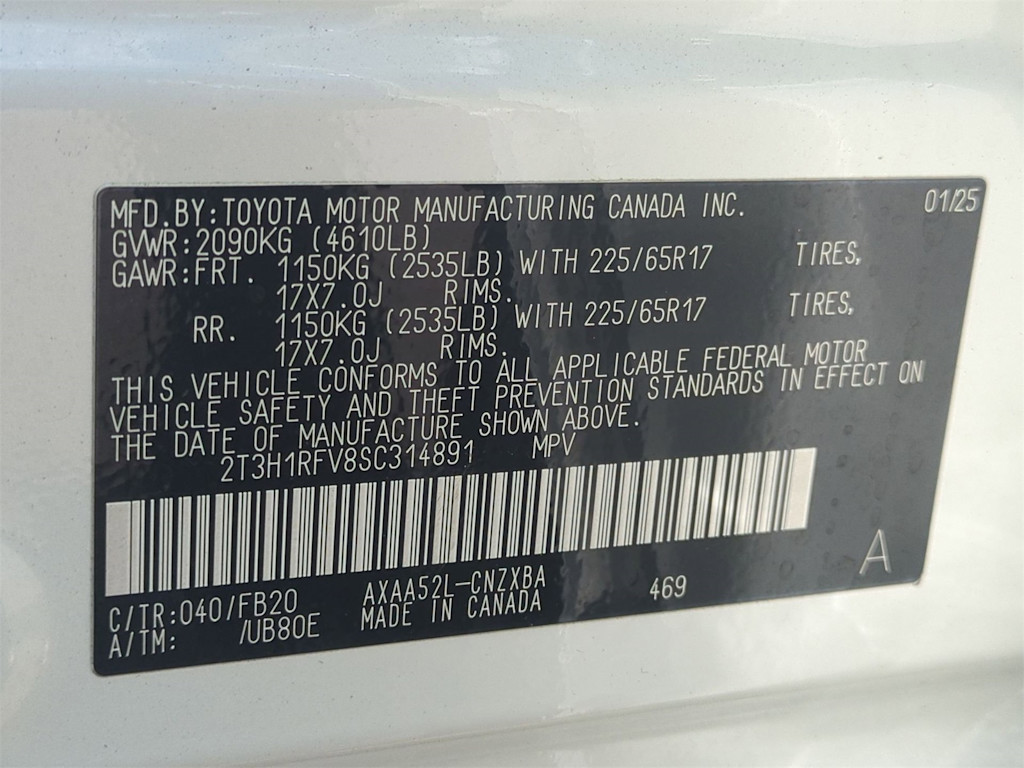 MFD.BY:TOYOTA MOTOR MANUFACTURING CANADA INC. 01/25
GVWR:2090KG (4610LB)
GAWR:FRT. 1150KG (2535LB) WITH 225/65R17 TIRES,
17X7.0J RIMS.
RR. 1150KG (2535LB) WITH 225/65R17 TIRES,
17X7.0J RIMS.
THIS VEHICLE CONFORMS TO ALL APPLICABLE FEDERAL MOTOR
VEHICLE SAFETY AND THEFT PREVENTION STANDARDS IN EFFECT ON
THE DATE OF MANUFACTURE SHOWN ABOVE.
2T3H1RFV8SC314891 MPV
A
C/TR:040/FB20 AXAA52L-CNZXBA 469
A/TM: /UB80E MADE IN CANADA